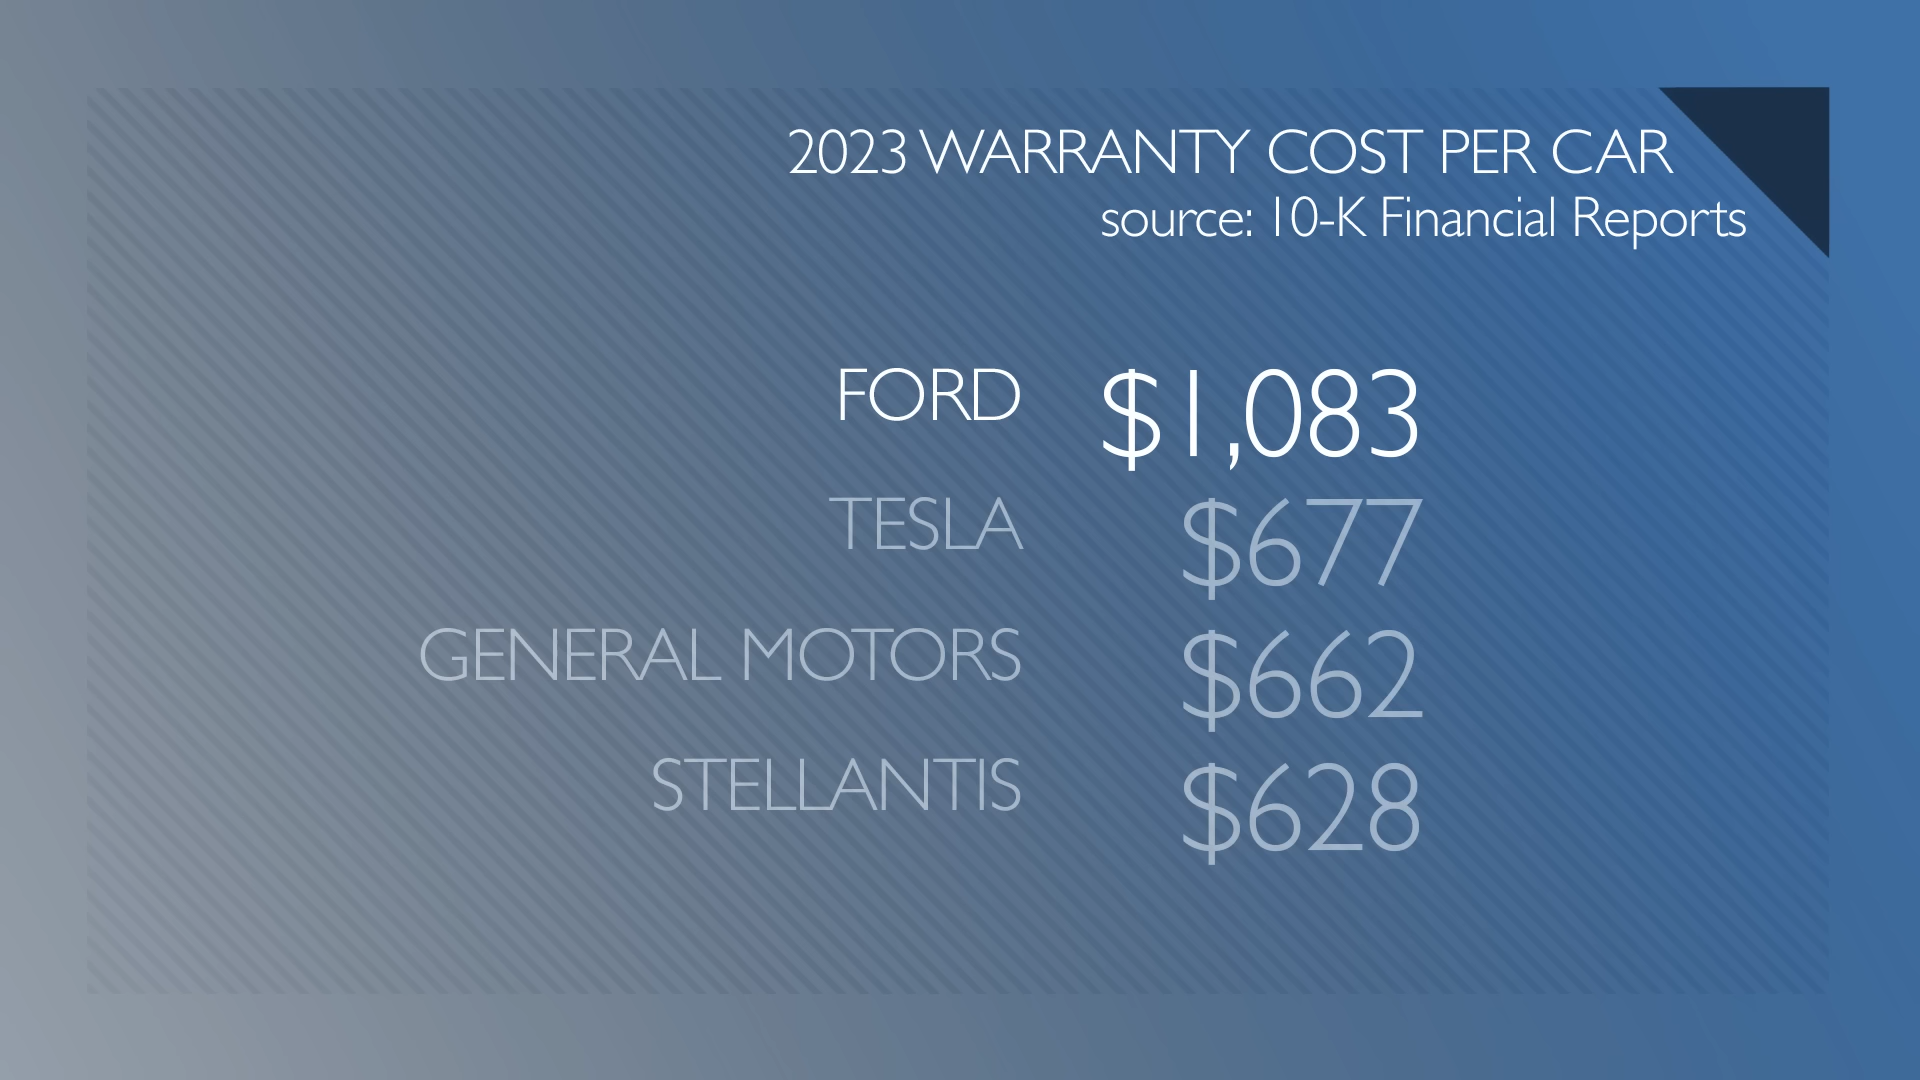 2023 WARRANTY COST PER CAR
source: 10-K Financial Reports
FORD $1,083
TESLA $677
GENERAL MOTORS $662
STELLANTIS $628